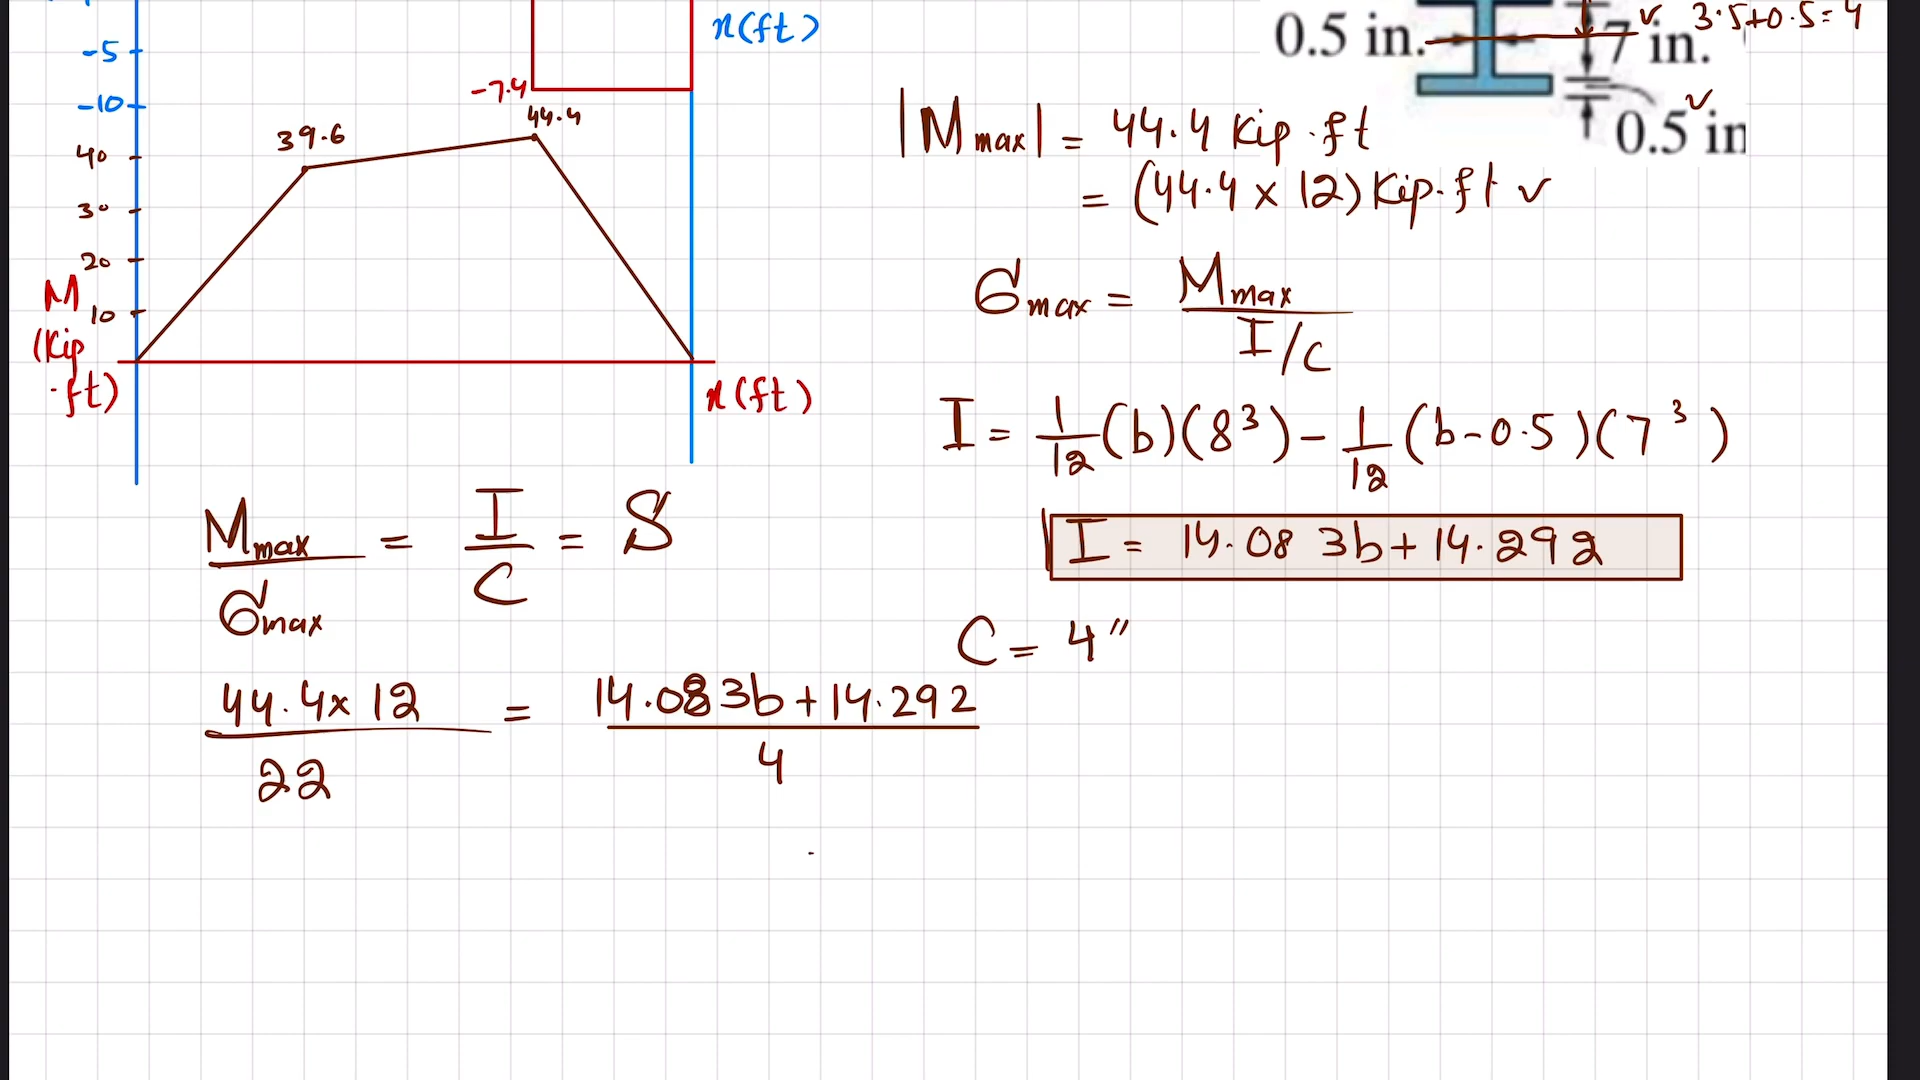 -5
-10
x(ft)
-7.4
44.4
39.6
40
30
20
10
M
(Kip
.ft)
x(ft)
0.5 in.
7 in.
3.5+0.5=4
0.5 in
|Mmax| = 44.4 Kip.ft
= (44.4 x 12) Kip.ft ✓
σmax = Mmax / I/C
I = 1/12 (b)(8³) - 1/12 (b-0.5)(7³)
I = 14.083b+14.292
C = 4"
Mmax / σmax = I / C = S
44.4x12 / 22 = 14.083b+14.292 / 4